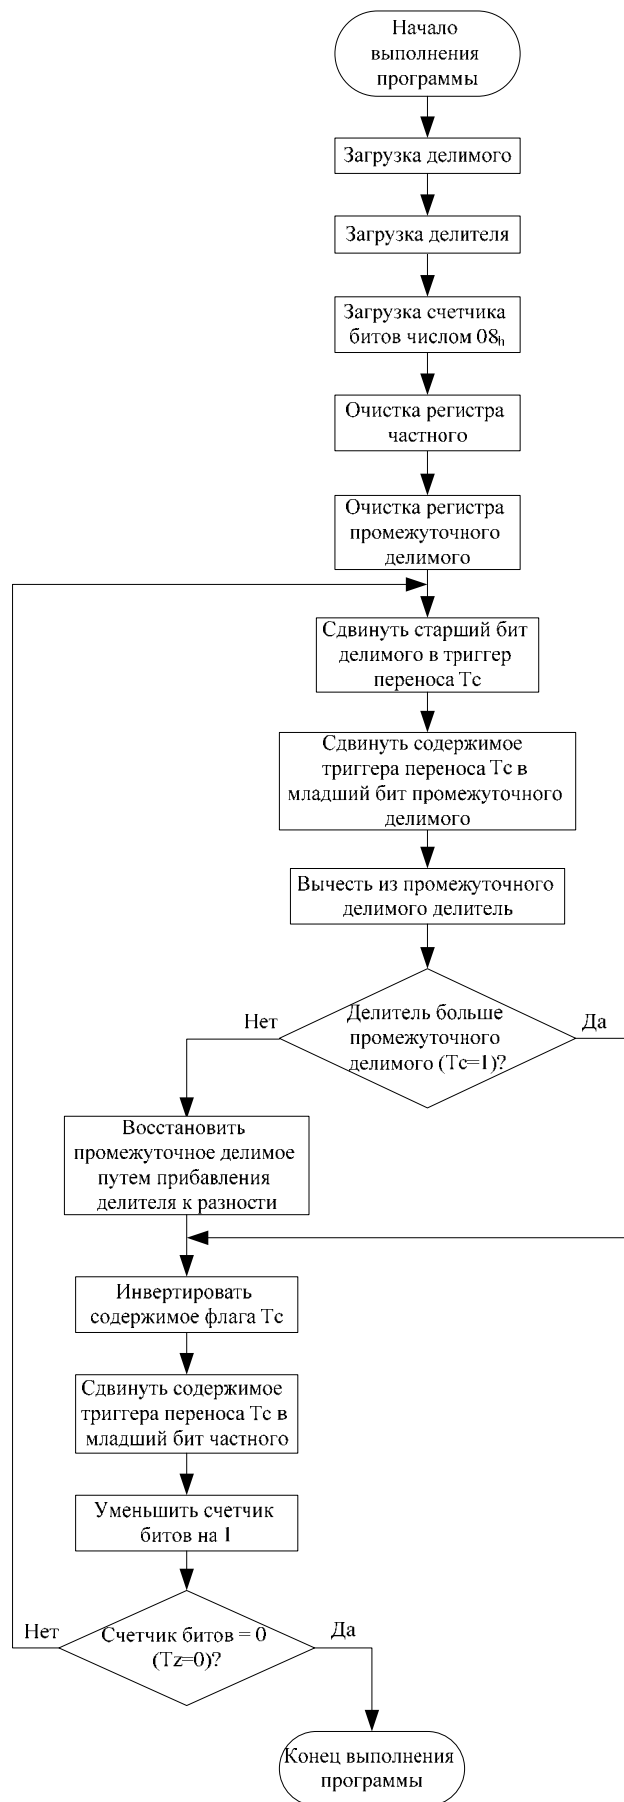 Начало
выполнения
программы
Загрузка делимого
Загрузка делителя
Загрузка счетчика
битов числом 08h
Очистка регистра
частного
Очистка регистра
промежуточного
делимого
Сдвинуть старший бит
делимого в триггер
переноса Тс
Сдвинуть содержимое
триггера переноса Тс в
младший бит промежуточного
делимого
Вычесть из промежуточного
делимого делитель
Делитель больше
промежуточного
делимого (Тс=1)?
Нет
Да
Восстановить
промежуточное делимое
путем прибавления
делителя к разности
Инвертировать
содержимое флага Тс
Сдвинуть содержимое
триггера переноса Тс в
младший бит частного
Уменьшить счетчик
битов на 1
Счетчик битов = 0
(Tz=0)?
Нет
Да
Конец выполнения
программы